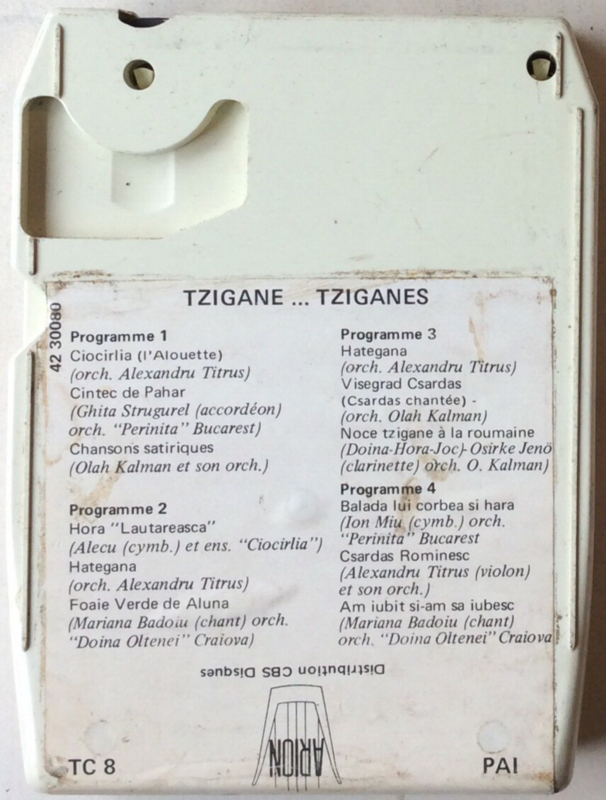 TZIGANE ... TZIGANES
42 30080
Programme 1
Ciocirlia (l'Alouette)
(orch. Alexandru Titrus)
Cintec de Pahar
(Ghita Strugurel (accordéon)
orch. "Perinita" Bucarest)
Chansons satiriques
(Olah Kalman et son orch.)
Programme 2
Hora "Lautareasca"
(Alecu (cymb.) et ens. "Ciocirlia")
Hategana
(orch. Alexandru Titrus)
Foaie Verde de Aluna
(Mariana Badoiu (chant) orch.
"Doina Oltenei" Craiova)
Programme 3
Hategana
(orch. Alexandru Titrus)
Visegrad Csardas
(Csardas chantée) -
(orch. Olah Kalman)
Noce tzigane à la roumaine
(Doina-Hora-Joc)- Osirke Jenö
(clarinette) orch. O. Kalman)
Programme 4
Balada lui corbea si hara
(Ion Miu (cymb.) orch.
"Perinita" Bucarest
Csardas Rominesc
(Alexandru Titrus (violon)
et son orch.)
Am iubit si-am sa iubesc
(Mariana Badoiu (chant)
orch. "Doina Oltenei" Craiova
Distribution CBS Disques
ARION
TC 8
PAI